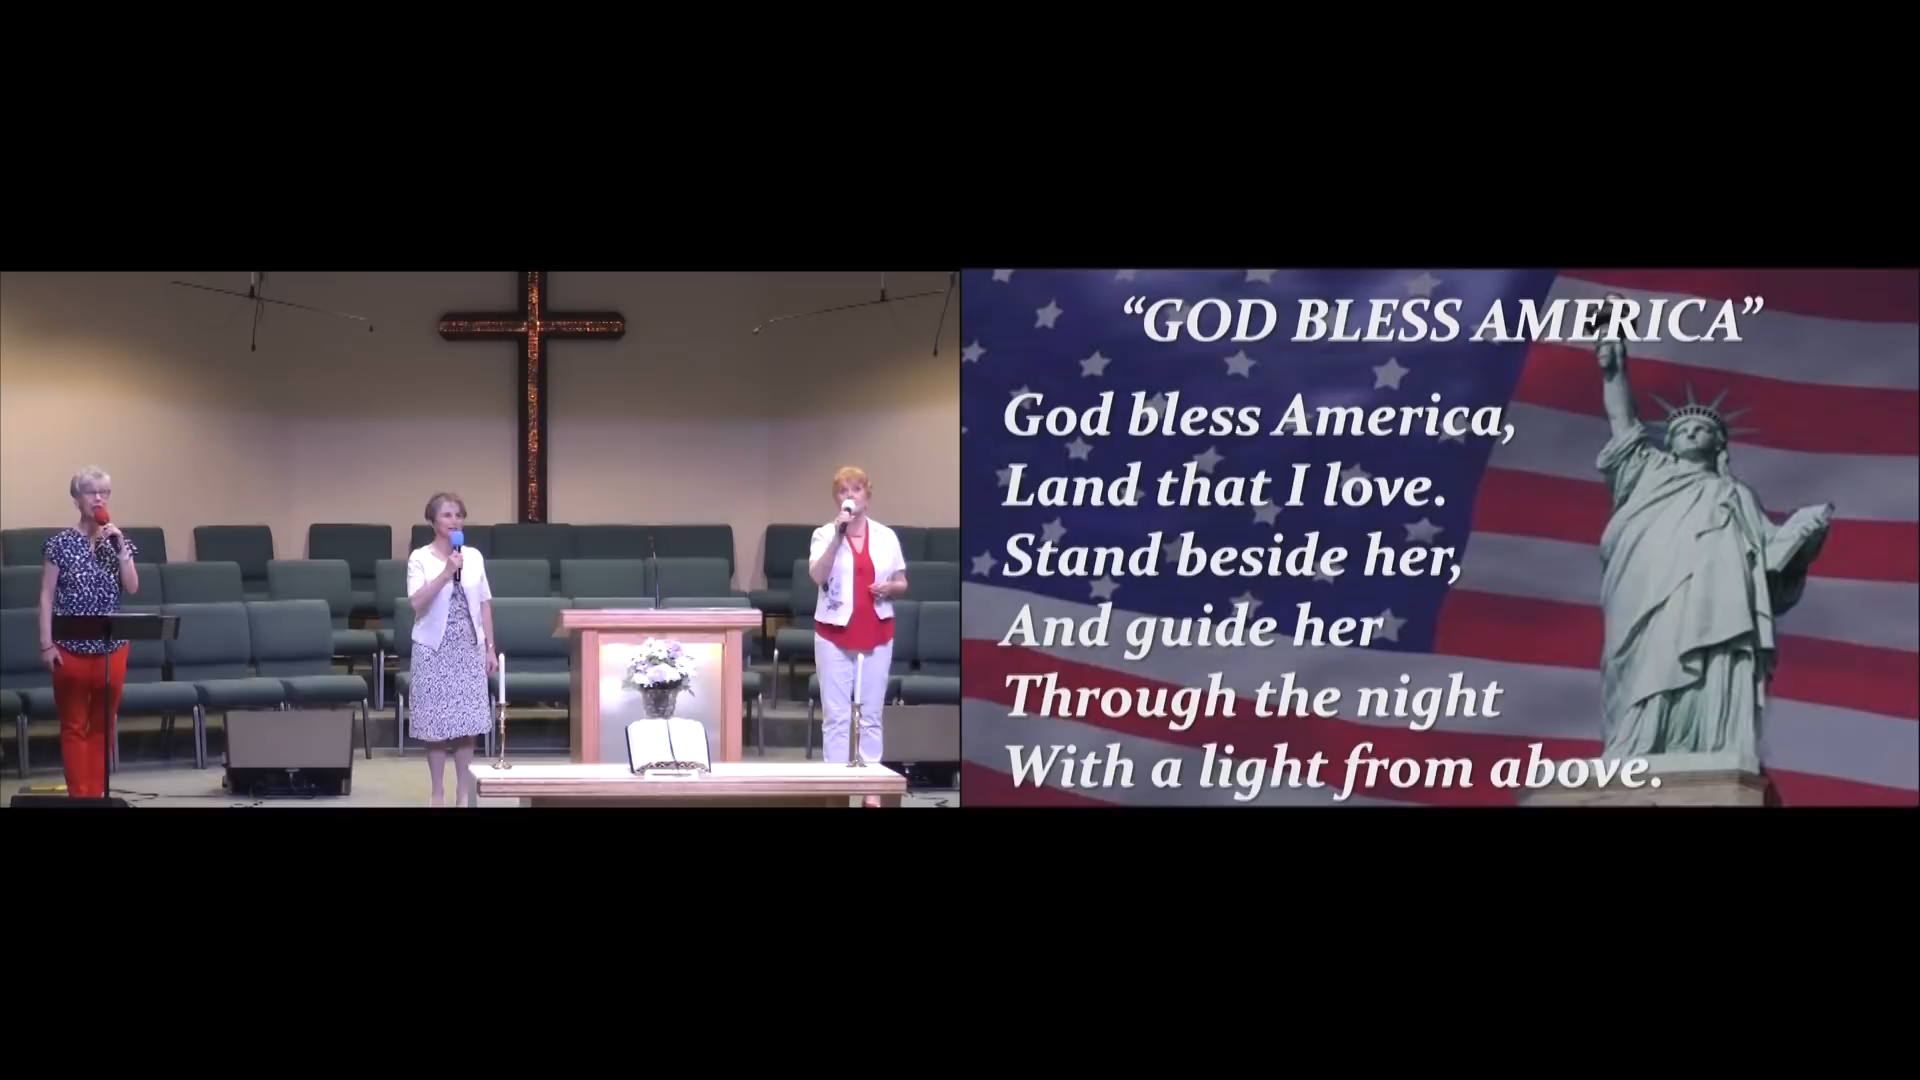 “GOD BLESS AMERICA”
God bless America,
Land that I love.
Stand beside her,
And guide her
Through the night
With a light from above.